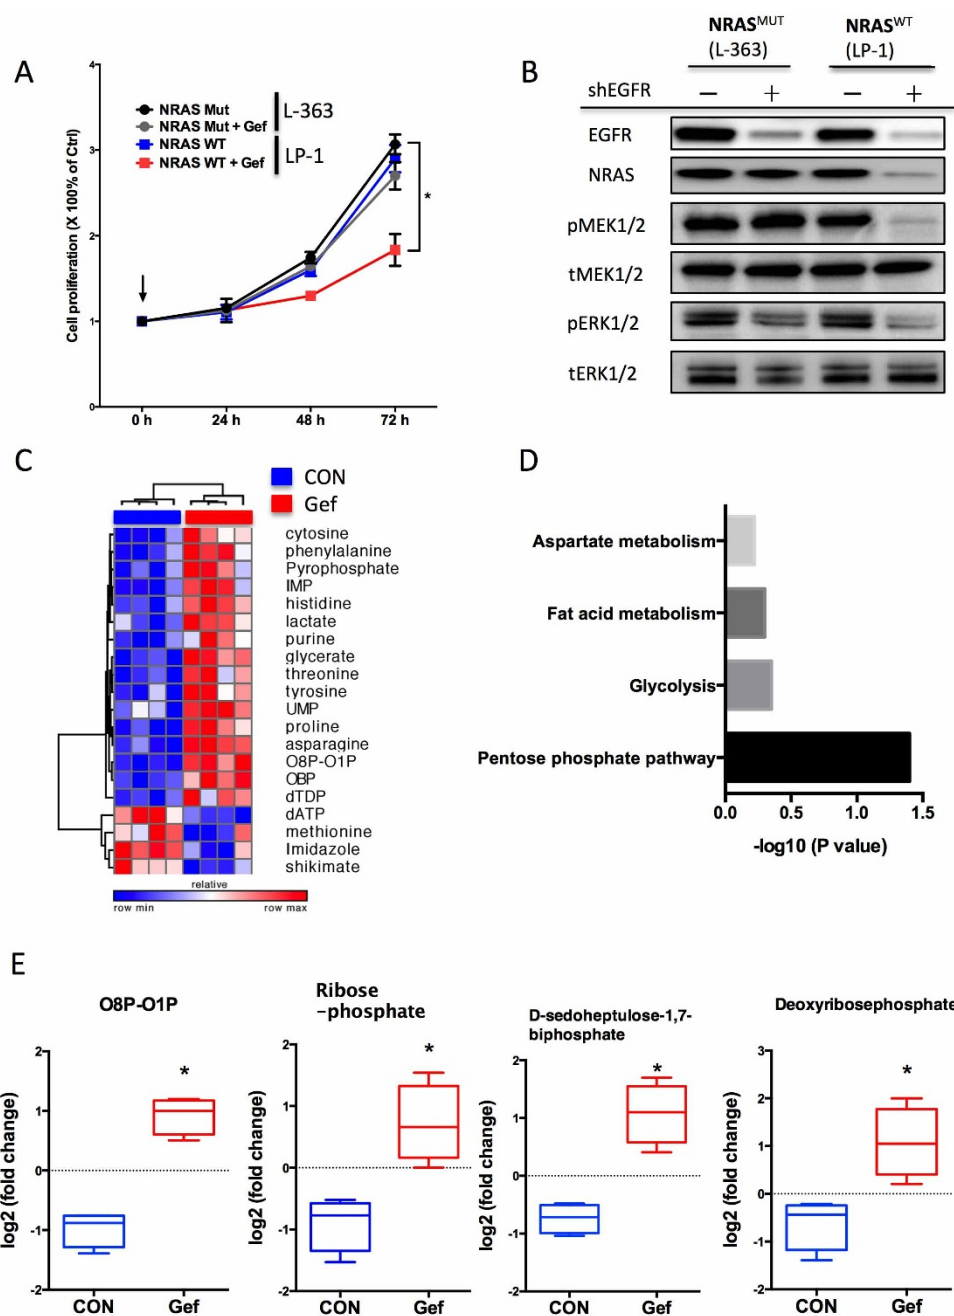 A
4
3
2
1
0
Cell proliferation (X 100% of Ctrl)
NRAS Mut
NRAS Mut + Gef
L-363
NRAS WT
NRAS WT + Gef
LP-1
*
0 h 24 h 48 h 72 h
B
NRASMUT NRASWT
(L-363) (LP-1)
shEGFR − + − +
EGFR
NRAS
pMEK1/2
tMEK1/2
pERK1/2
tERK1/2
C
CON
Gef
cytosine
phenylalanine
Pyrophosphate
IMP
histidine
lactate
purine
glycerate
threonine
tyrosine
UMP
proline
asparagine
O8P-O1P
OBP
dTDP
dATP
methionine
Imidazole
shikimate
relative
row min row max
D
Aspartate metabolism
Fat acid metabolism
Glycolysis
Pentose phosphate pathway
0.0 0.5 1.0 1.5
-log10 (P value)
E
O8P-O1P
log2 (fold change)
2
1
0
-1
-2
*
CON Gef
Ribose
-phosphate
log2 (fold change)
2
1
0
-1
-2
*
CON Gef
D-sedoheptulose-1,7-
biphosphate
log2 (fold change)
2
1
0
-1
-2
*
CON Gef
Deoxyribosephosphate
log2 (fold change)
3
2
1
0
-1
-2
*
CON Gef